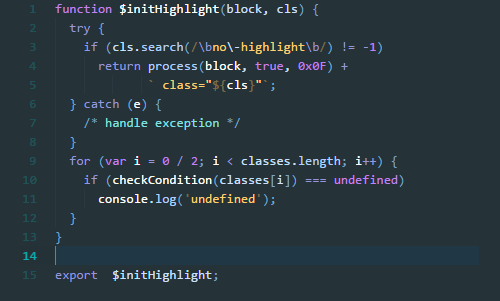 1 function $initHighlight(block, cls) {
2   try {
3     if (cls.search(/\bno\-highlight\b/) != -1)
4       return process(block, true, 0x0F) +
5              ` class="${cls}"`;
6   } catch (e) {
7     /* handle exception */
8   }
9   for (var i = 0 / 2; i < classes.length; i++) {
10     if (checkCondition(classes[i]) === undefined)
11       console.log('undefined');
12   }
13 }
14
15 export  $initHighlight;